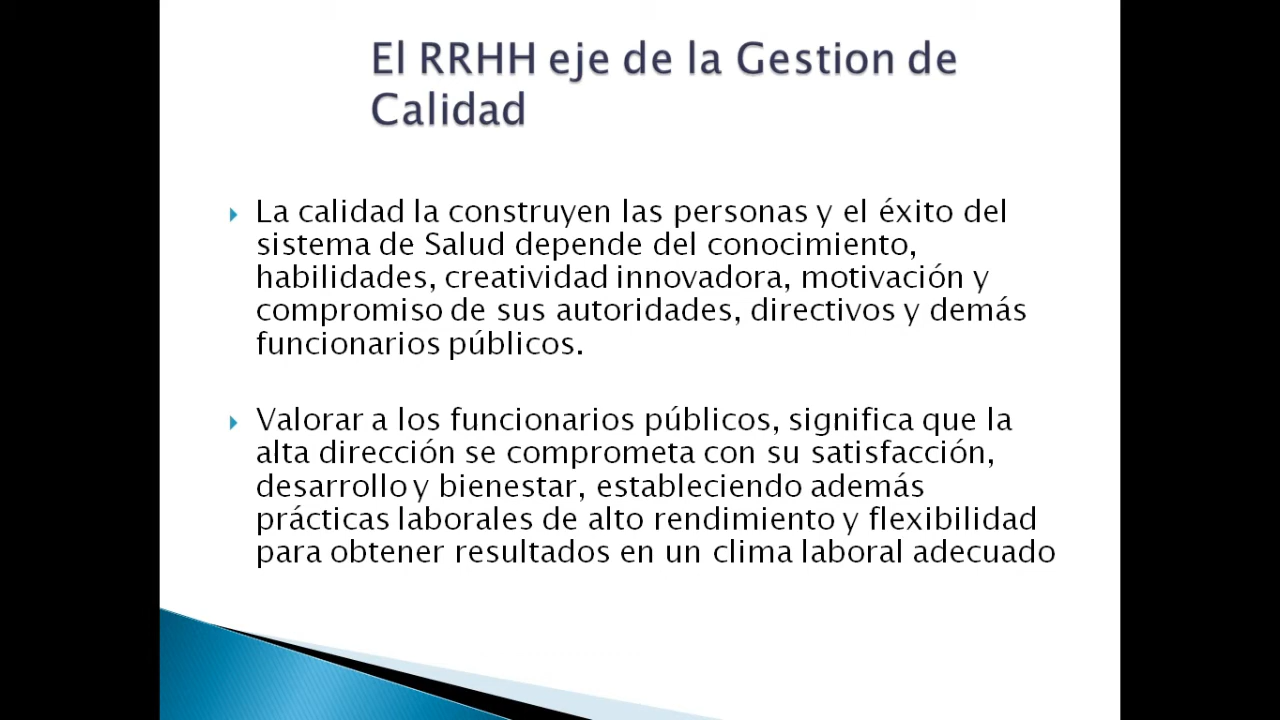 El RRHH eje de la Gestion de
Calidad
La calidad la construyen las personas y el éxito del
sistema de Salud depende del conocimiento,
habilidades, creatividad innovadora, motivación y
compromiso de sus autoridades, directivos y demás
funcionarios públicos.
Valorar a los funcionarios públicos, significa que la
alta dirección se comprometa con su satisfacción,
desarrollo y bienestar, estableciendo además
prácticas laborales de alto rendimiento y flexibilidad
para obtener resultados en un clima laboral adecuado